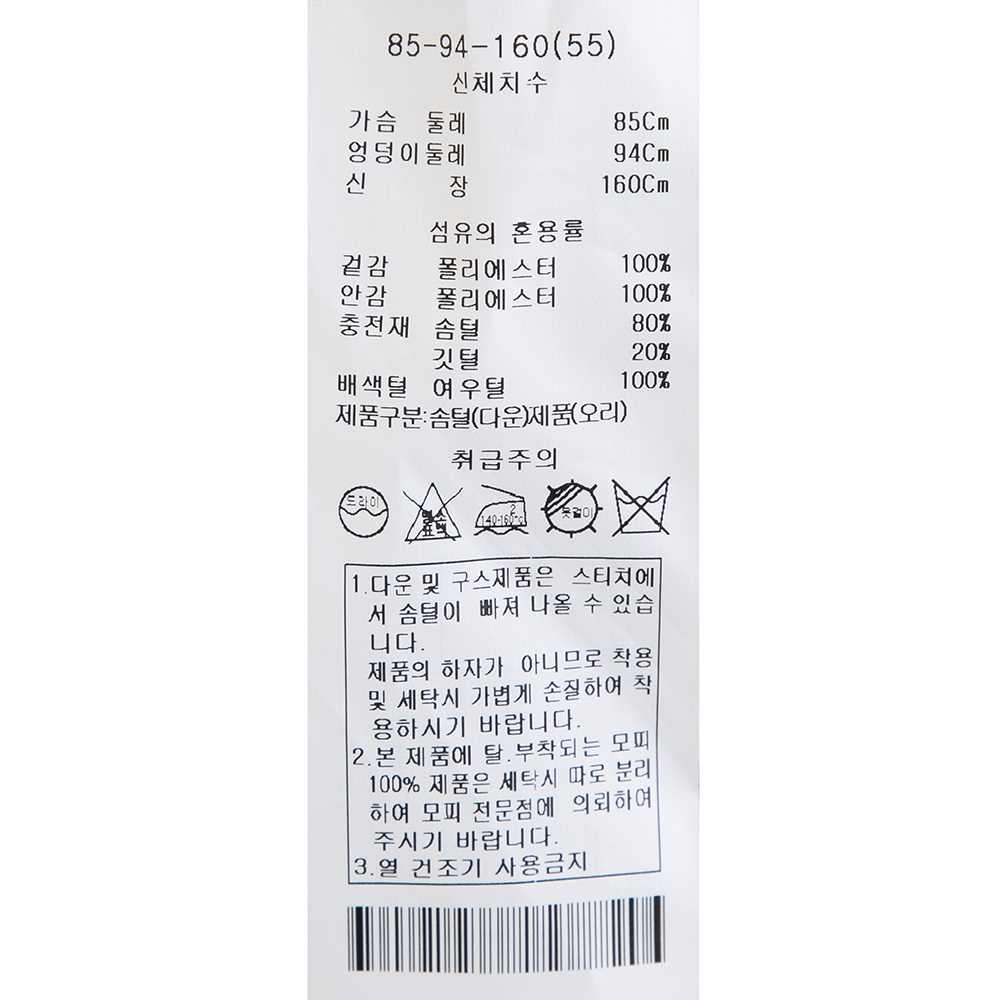 85-94-160(55)
신체치수
가슴 둘레 85Cm
엉덩이둘레 94Cm
신 장 160Cm
섬유의 혼용률
겉감 폴리에스터 100%
안감 폴리에스터 100%
충전재 솜털 80%
깃털 20%
배색털 여우털 100%
제품구분:솜털(다운)제품(오리)
취급주의
드라이
염소
표백
2
140-160°C
옷걸이
1.다운 및 구스제품은 스티치에
서 솜털이 빠져 나올 수 있습
니다.
제품의 하자가 아니므로 착용
및 세탁시 가볍게 손질하여 착
용하시기 바랍니다.
2.본 제품에 탈.부착되는 모피
100% 제품은 세탁시 따로 분리
하여 모피 전문점에 의뢰하여
주시기 바랍니다.
3.열 건조기 사용금지